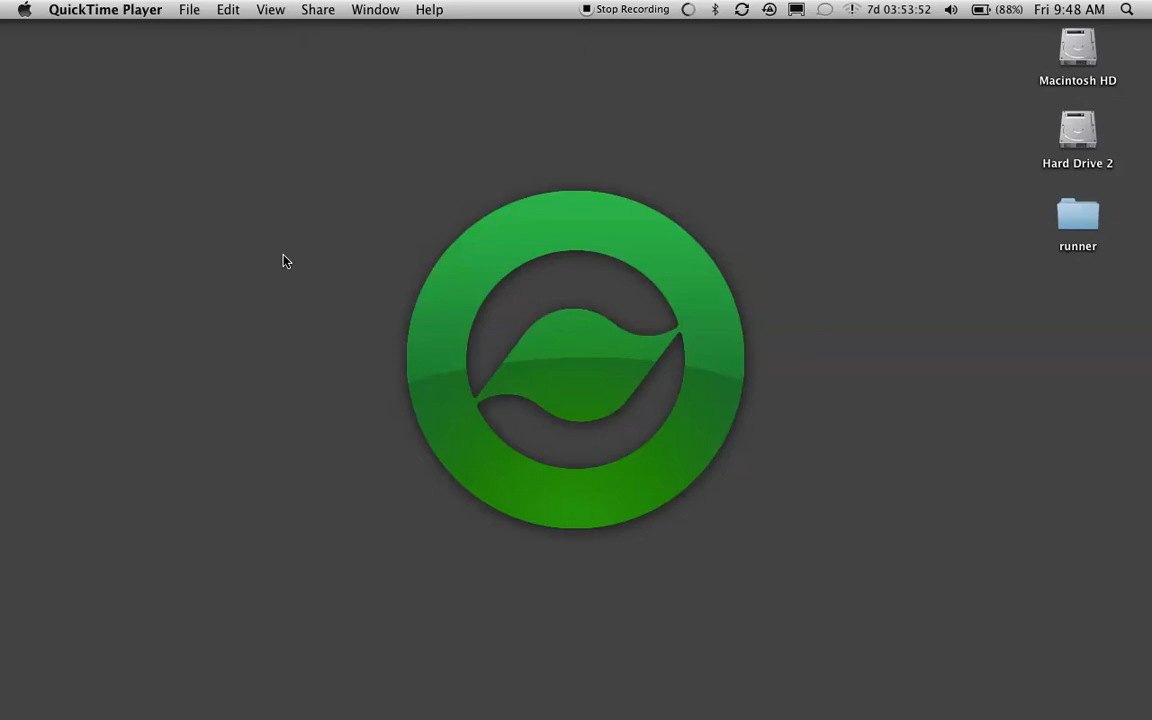 QuickTime Player File Edit View Share Window Help Stop Recording 7d 03:53:52 (88%) Fri 9:48 AM
Macintosh HD
Hard Drive 2
runner